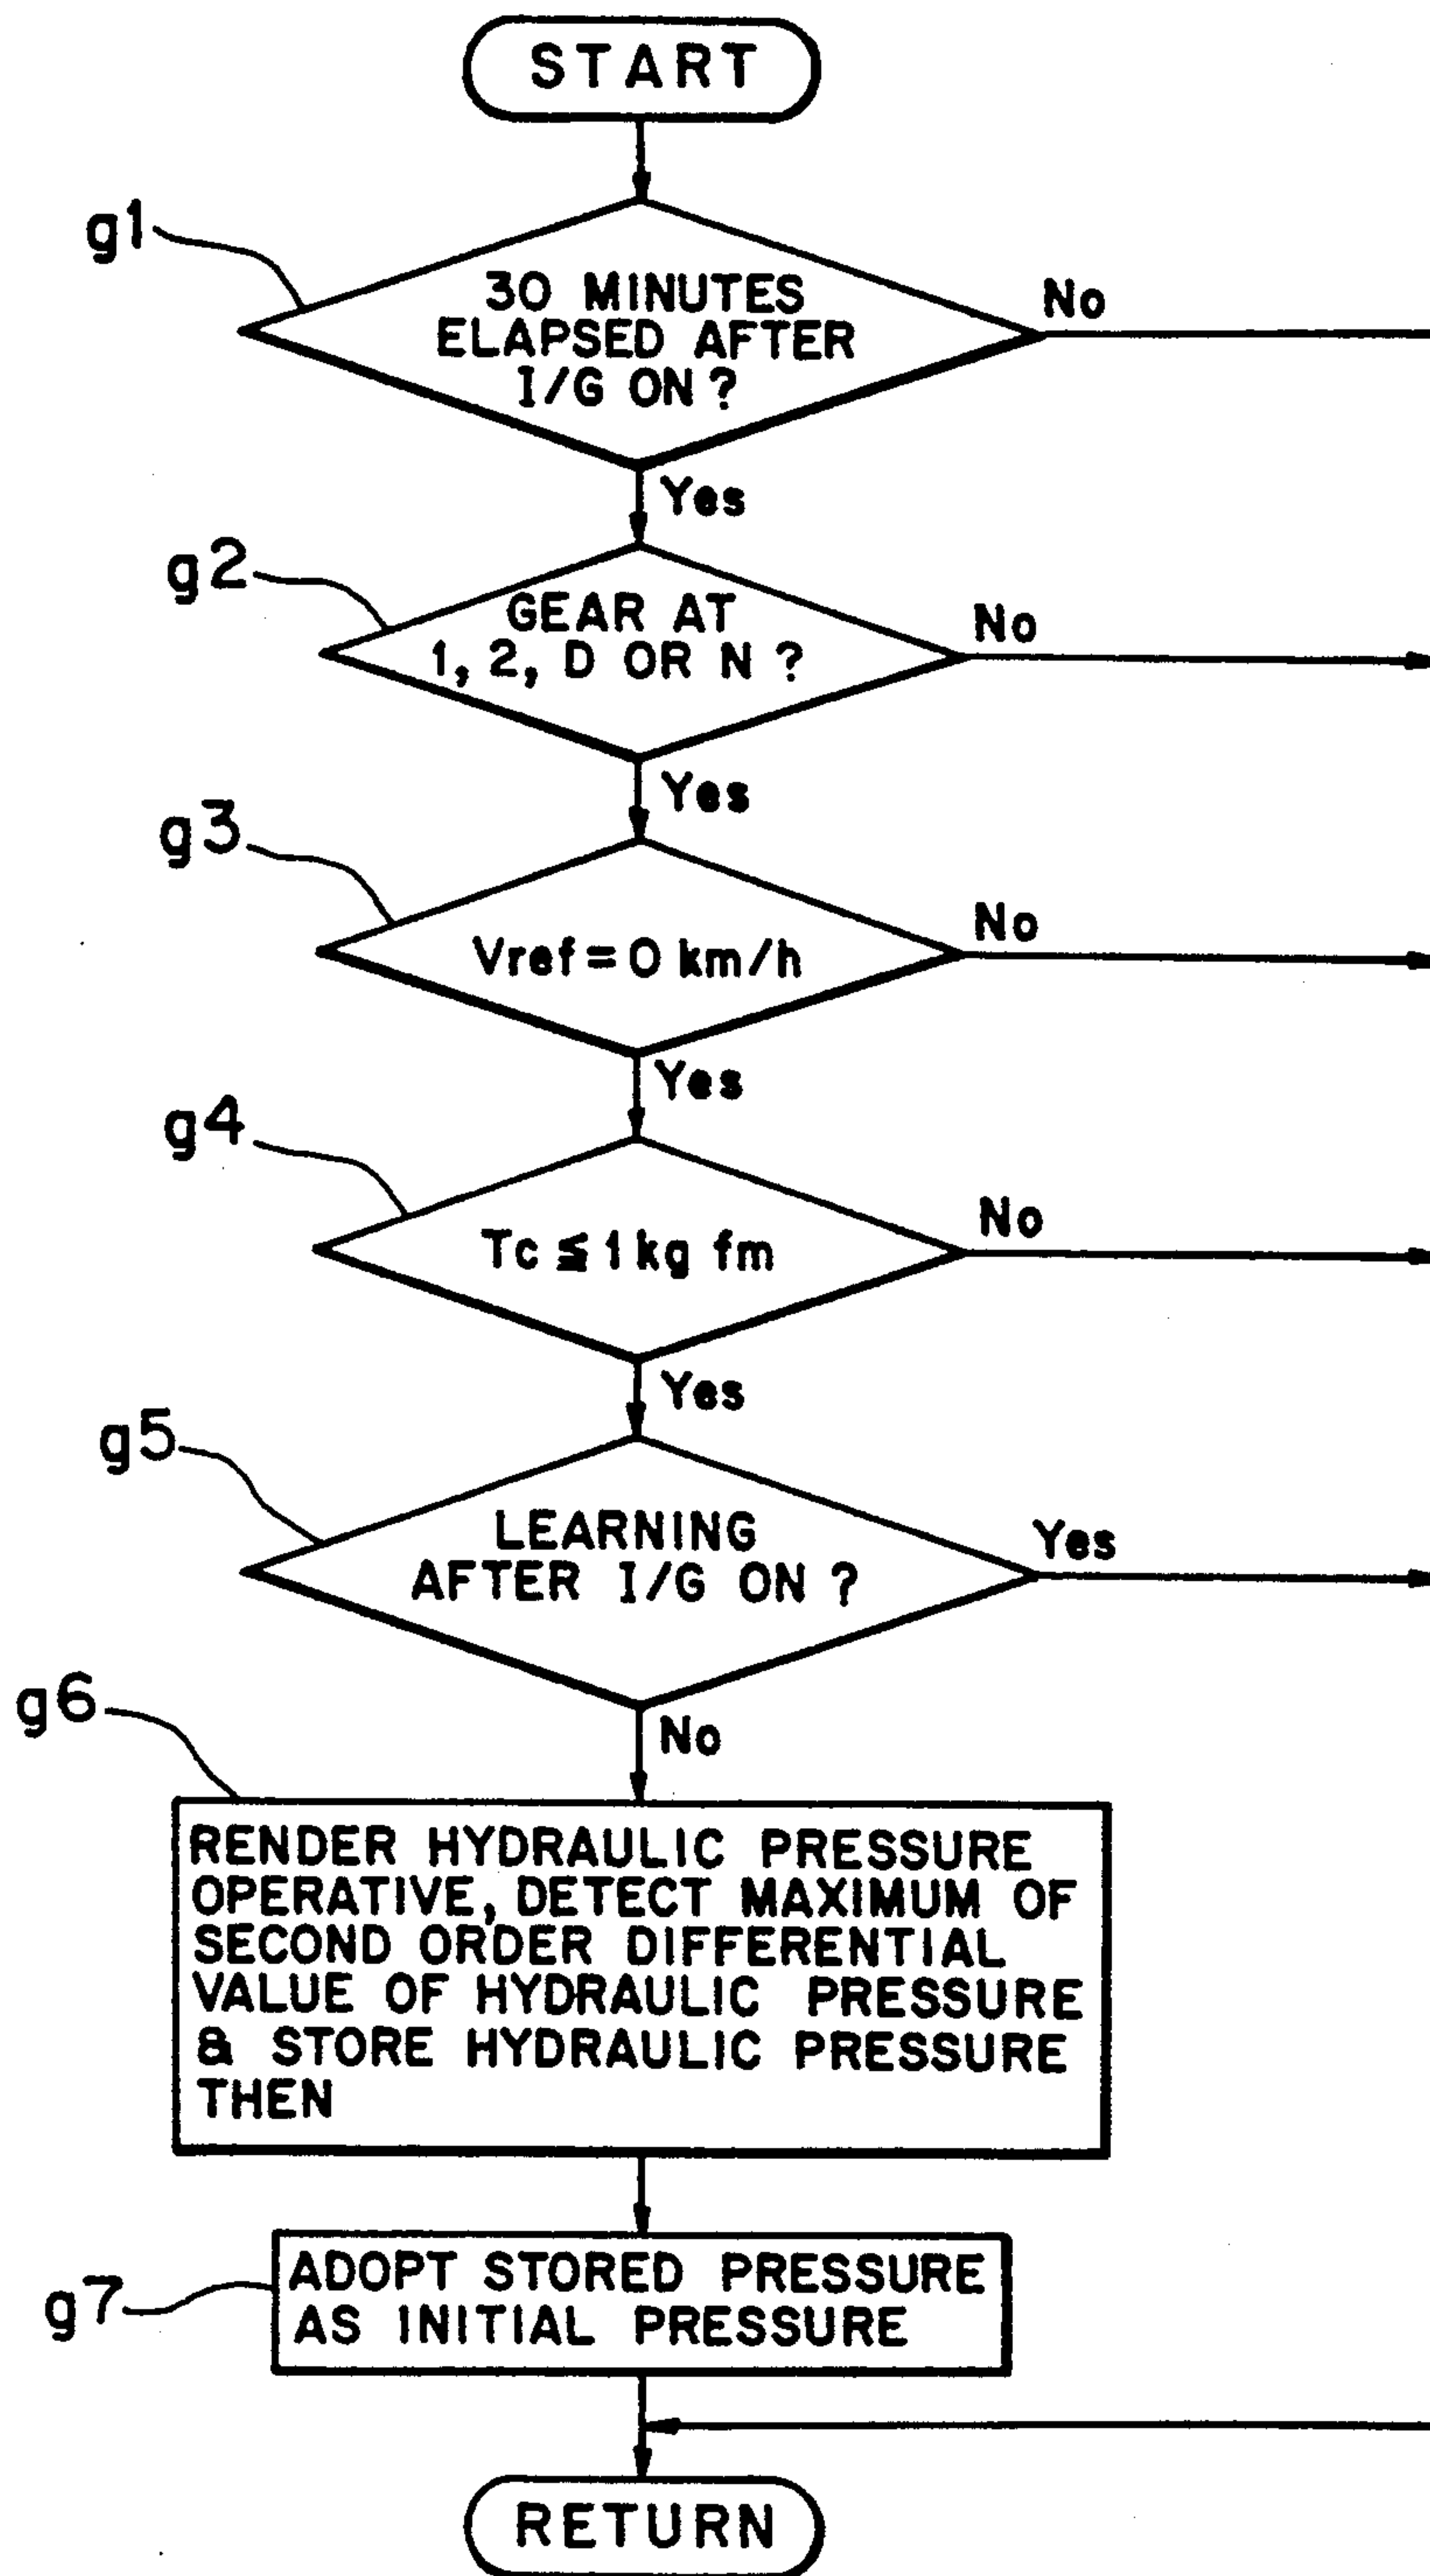 START
g1
30 MINUTES
ELAPSED AFTER
I/G ON?
No
Yes
g2
GEAR AT
1, 2, D OR N ?
No
Yes
g3
Vref = 0 km/h
No
Yes
g4
Tc ≦ 1 kg fm
No
Yes
g5
LEARNING
AFTER I/G ON ?
Yes
No
g6
RENDER HYDRAULIC PRESSURE
OPERATIVE, DETECT MAXIMUM OF
SECOND ORDER DIFFERENTIAL
VALUE OF HYDRAULIC PRESSURE
& STORE HYDRAULIC PRESSURE
THEN
g7
ADOPT STORED PRESSURE
AS INITIAL PRESSURE
RETURN